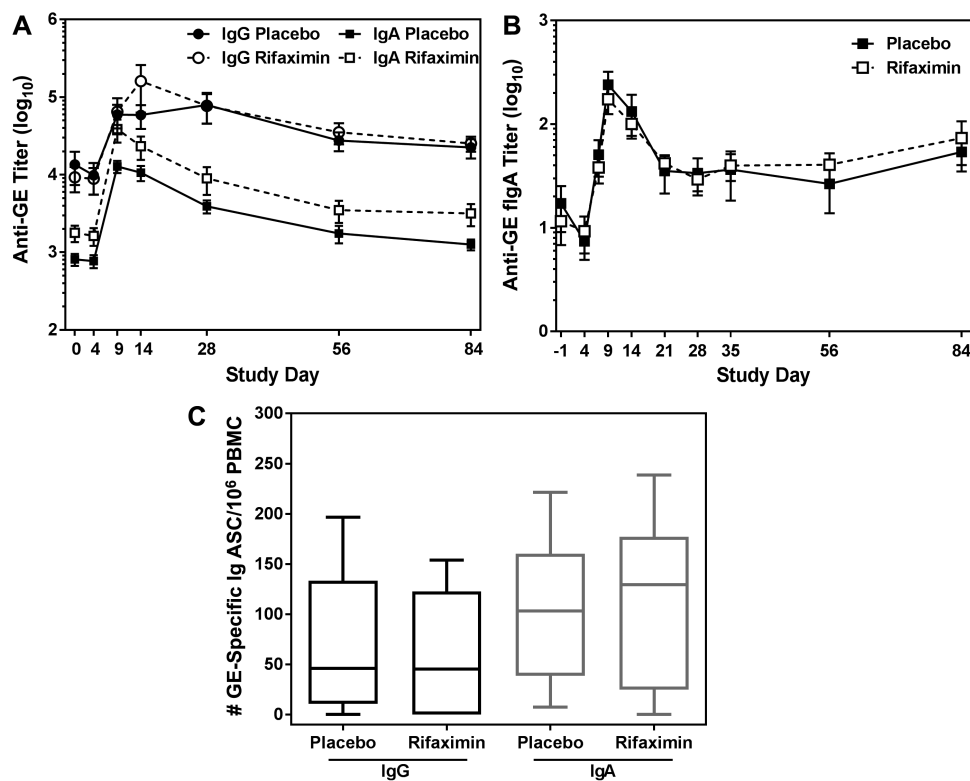 A
IgG Placebo
IgA Placebo
IgG Rifaximin
IgA Rifaximin
Anti-GE Titer (log10)
6
5
4
3
2
0 4 9 14 28 56 84
Study Day
B
Placebo
Rifaximin
Anti-GE fIgA Titer (log10)
3
2
1
0
-1 4 9 14 21 28 35 56 84
Study Day
C
# GE-Specific Ig ASC/10⁶ PBMC
300
250
200
150
100
50
0
Placebo Rifaximin Placebo Rifaximin
IgG IgA